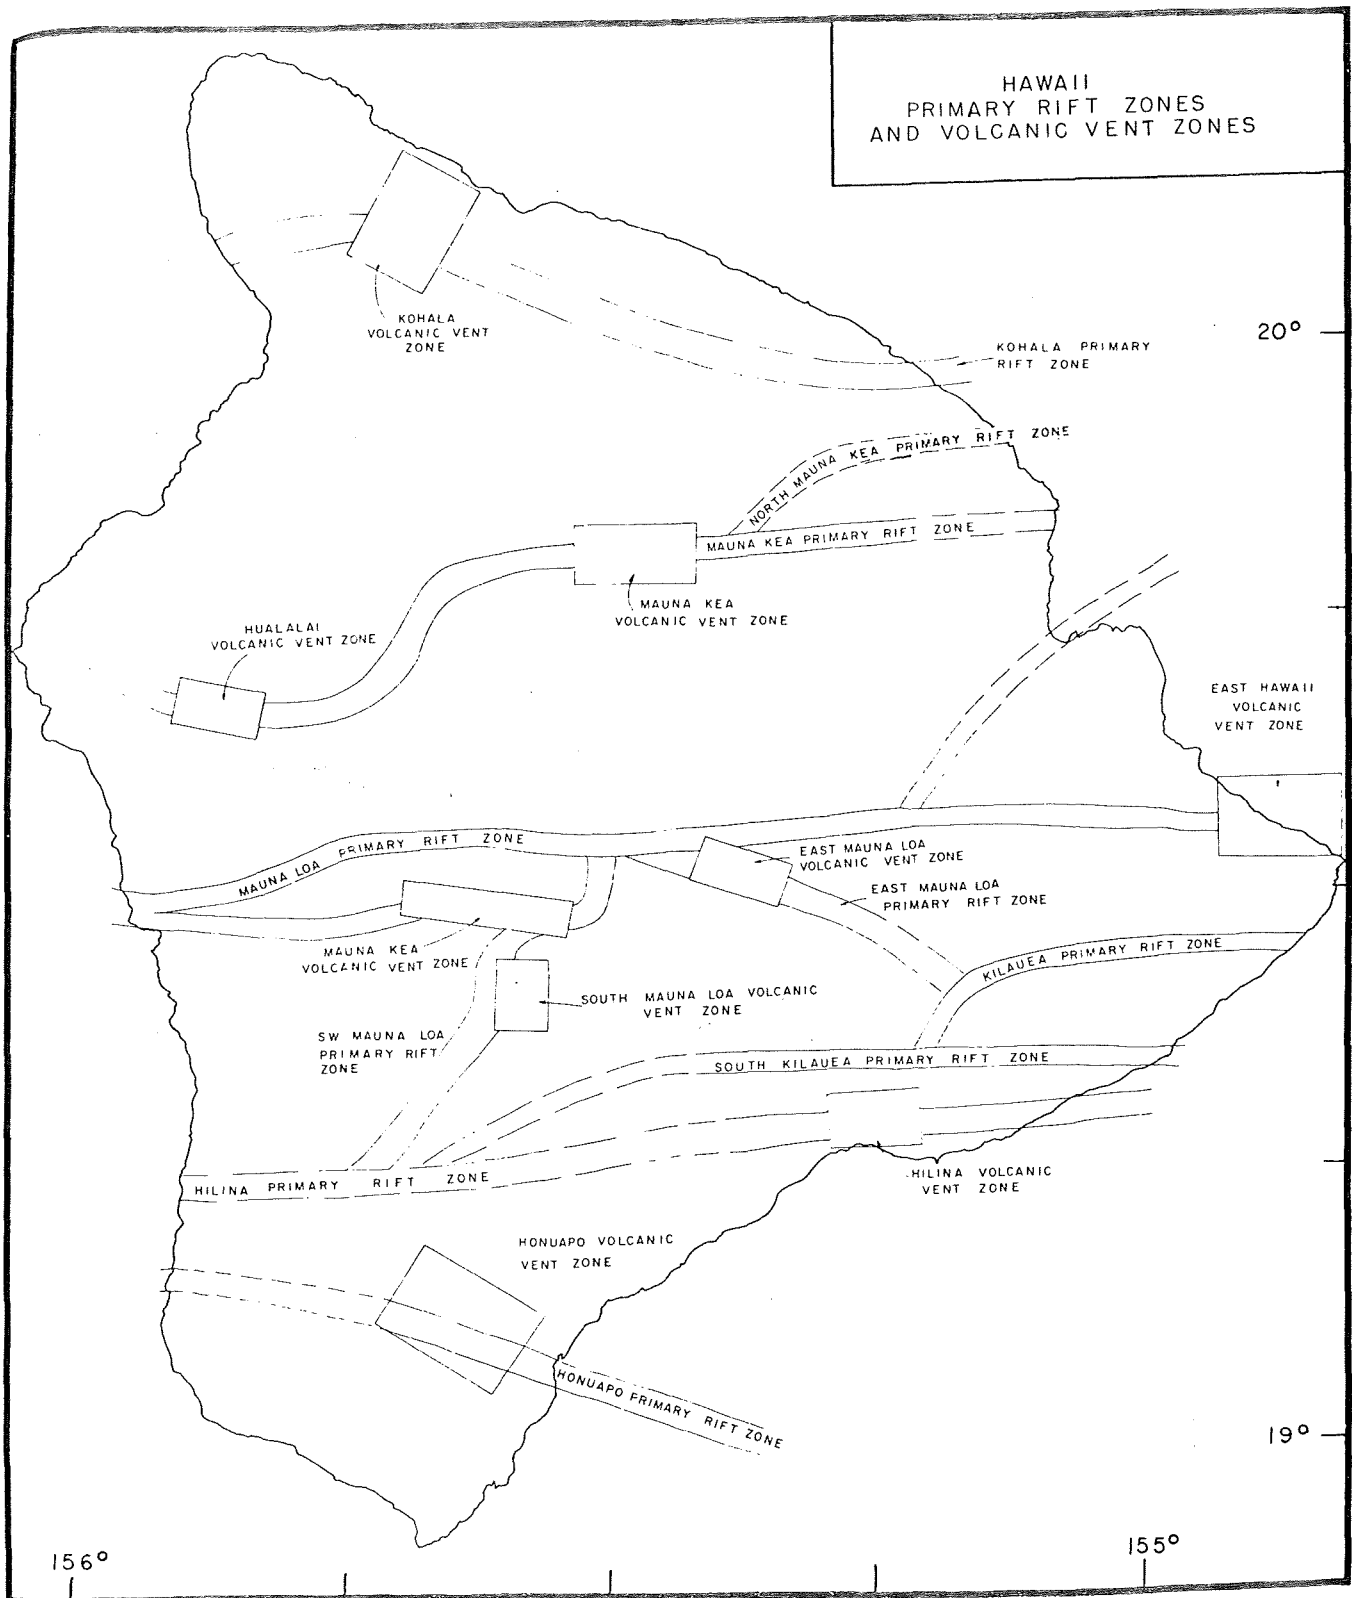 HAWAII
PRIMARY RIFT ZONES
AND VOLCANIC VENT ZONES
KOHALA
VOLCANIC VENT
ZONE
20°
KOHALA PRIMARY
RIFT ZONE
NORTH MAUNA KEA PRIMARY RIFT ZONE
MAUNA KEA PRIMARY RIFT ZONE
MAUNA KEA
VOLCANIC VENT ZONE
HUALALAI
VOLCANIC VENT ZONE
EAST HAWAII
VOLCANIC
VENT ZONE
MAUNA LOA PRIMARY RIFT ZONE
EAST MAUNA LOA
VOLCANIC VENT ZONE
EAST MAUNA LOA
PRIMARY RIFT ZONE
MAUNA KEA
VOLCANIC VENT ZONE
KILAUEA PRIMARY RIFT ZONE
SOUTH MAUNA LOA VOLCANIC
VENT ZONE
SW MAUNA LOA
PRIMARY RIFT
ZONE
SOUTH KILAUEA PRIMARY RIFT ZONE
HILINA PRIMARY RIFT ZONE
HILINA VOLCANIC
VENT ZONE
HONUAPO VOLCANIC
VENT ZONE
HONUAPO PRIMARY RIFT ZONE
19°
156°
155°